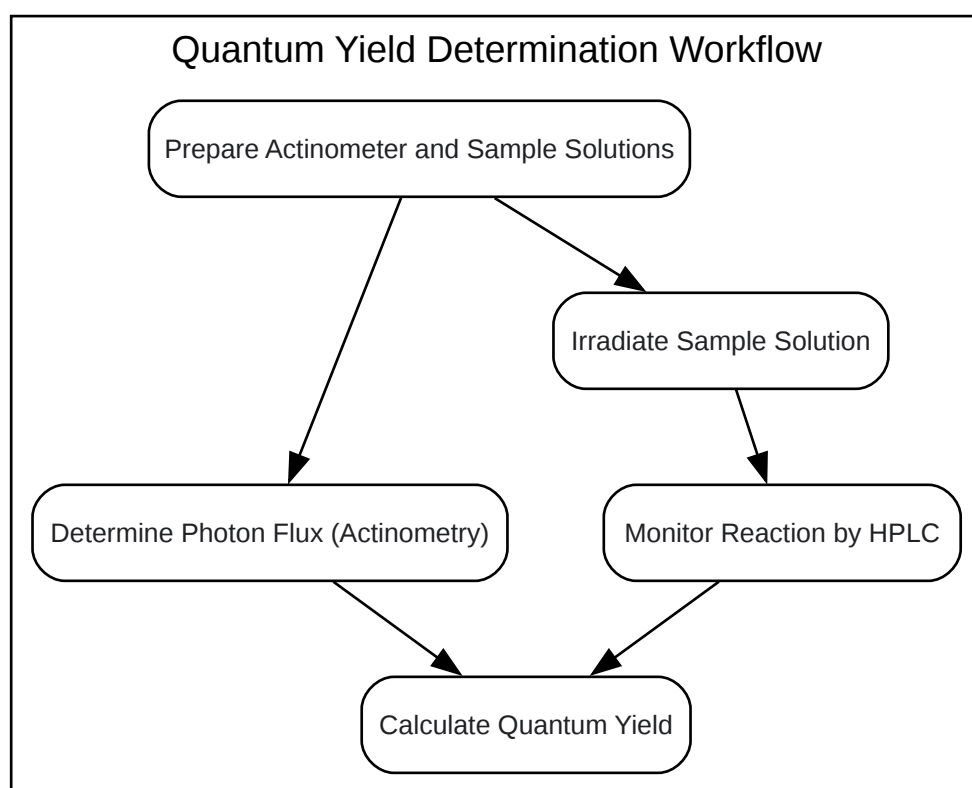 Quantum Yield Determination Workflow
Prepare Actinometer and Sample Solutions
Irradiate Sample Solution
Determine Photon Flux (Actinometry)
Monitor Reaction by HPLC
Calculate Quantum Yield